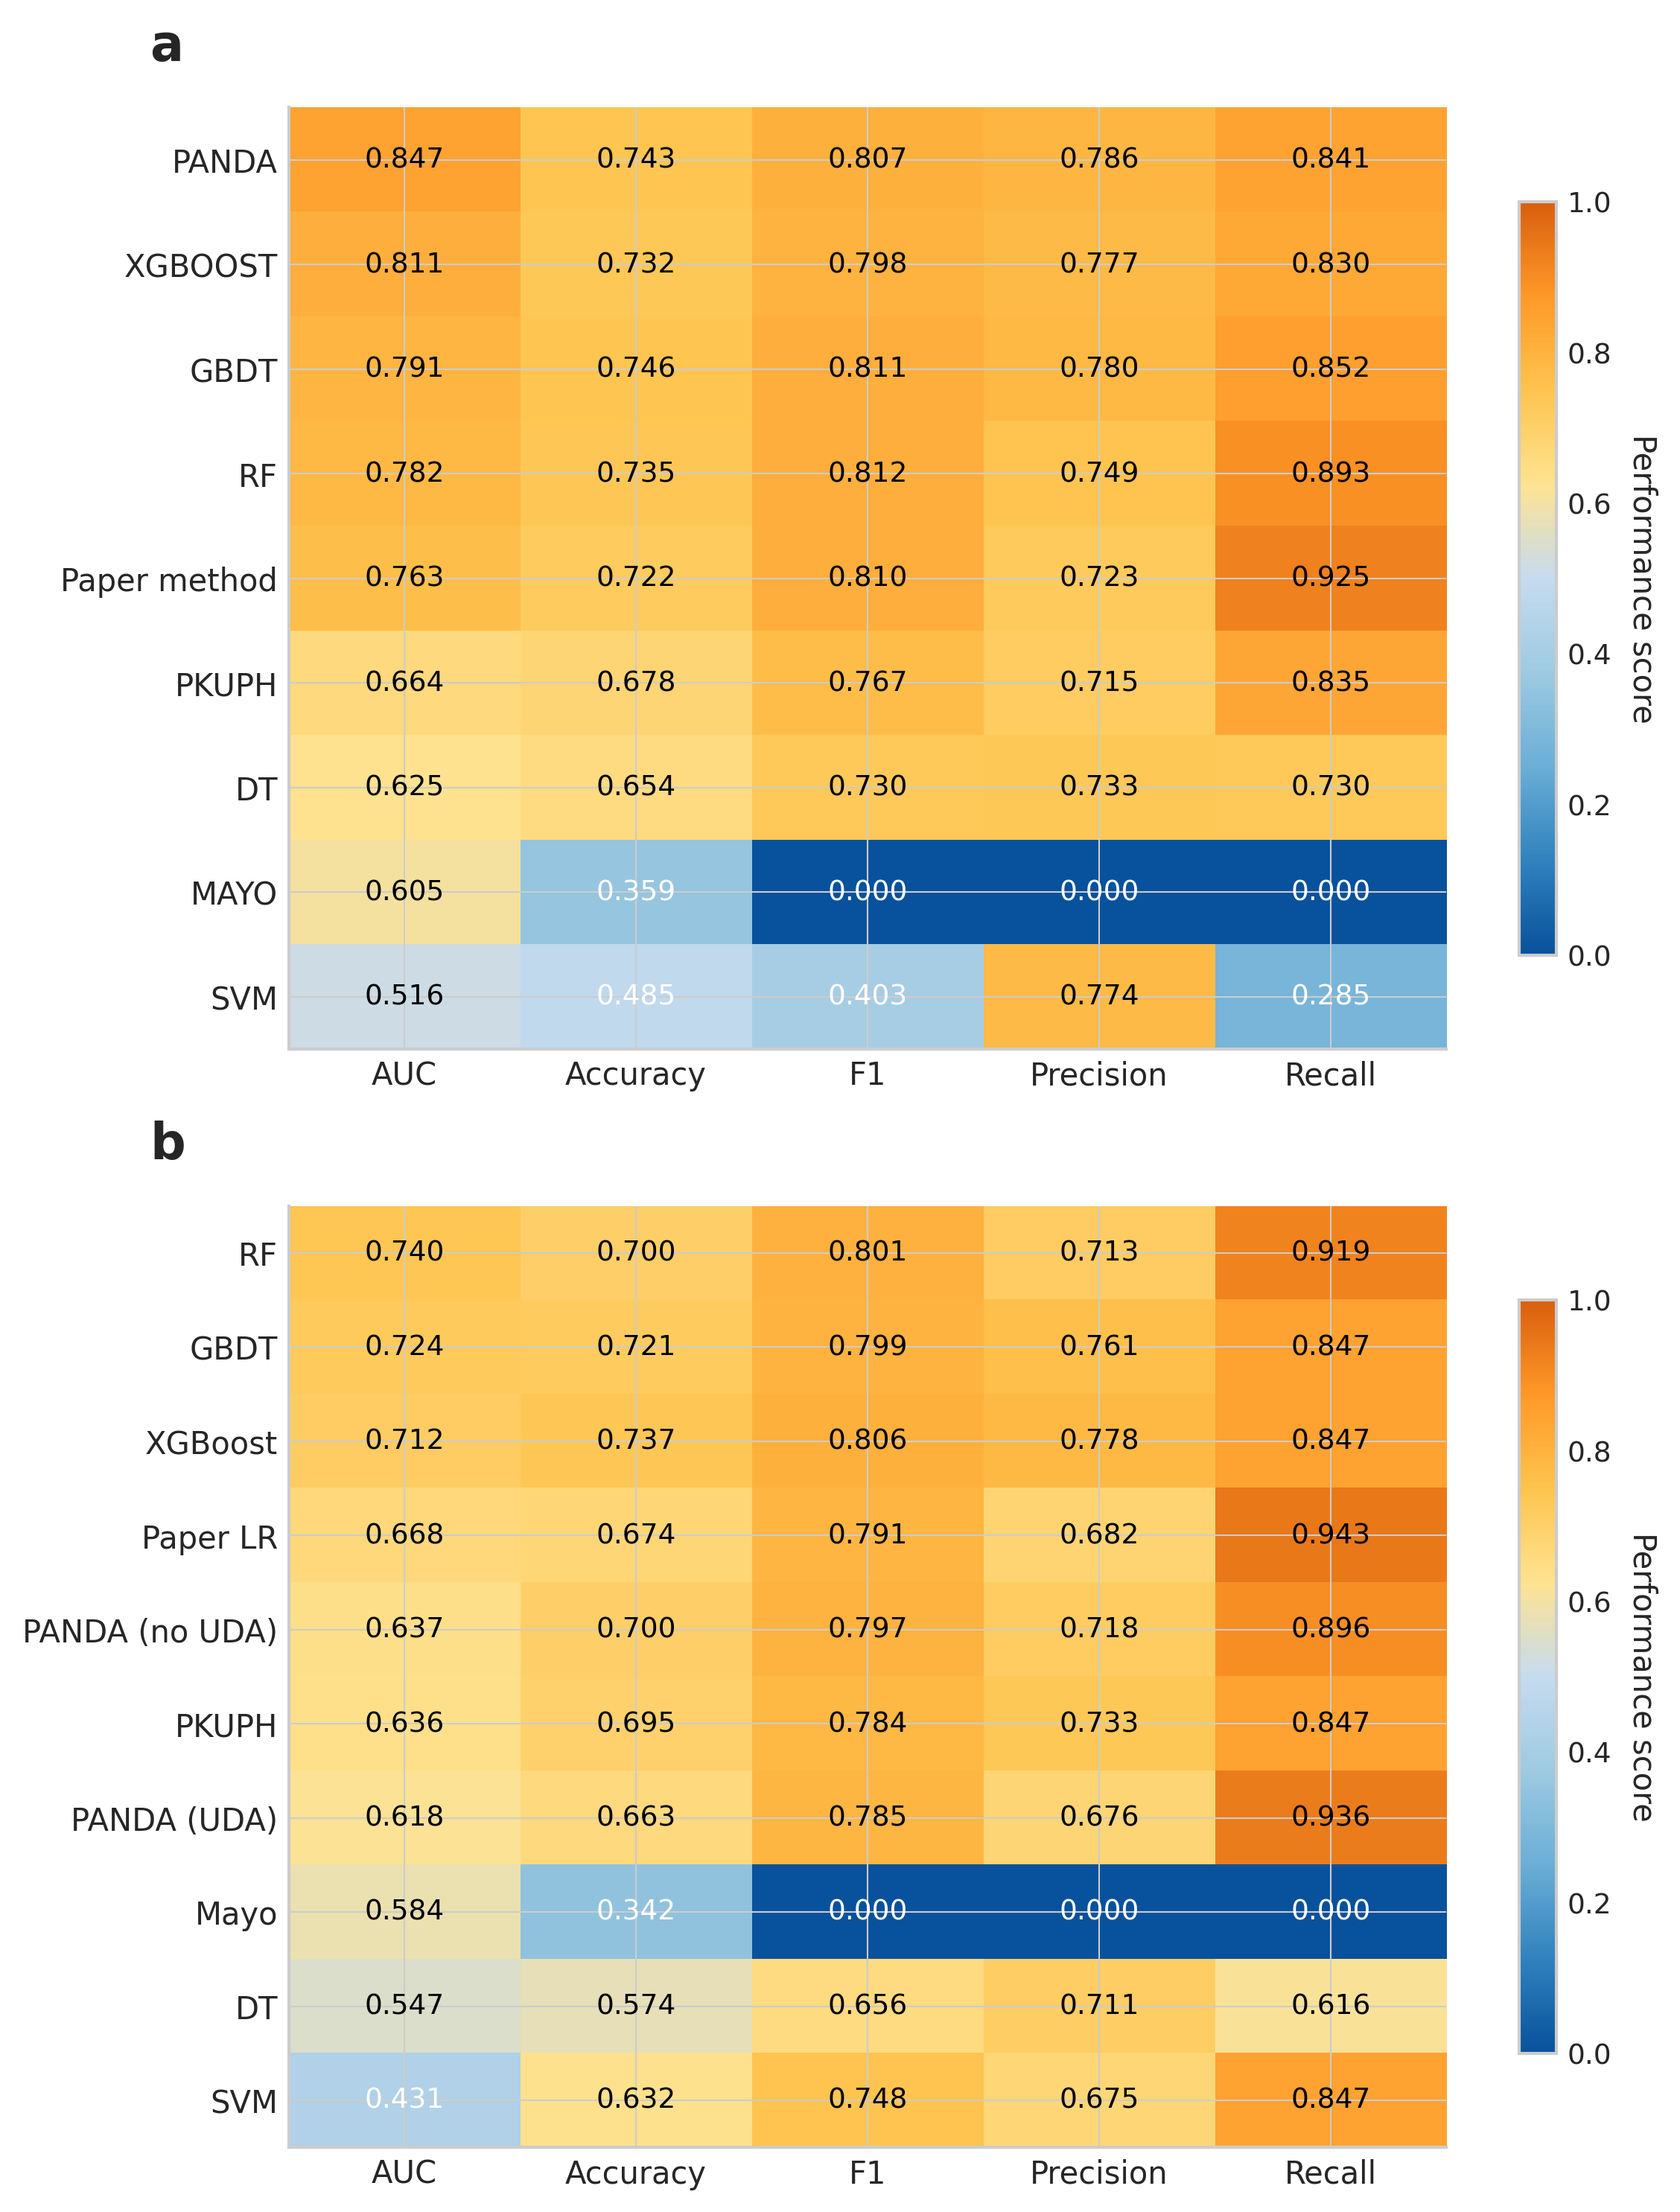 a
PANDA 0.847 0.743 0.807 0.786 0.841
XGBOOST 0.811 0.732 0.798 0.777 0.830
GBDT 0.791 0.746 0.811 0.780 0.852
RF 0.782 0.735 0.812 0.749 0.893
Paper method 0.763 0.722 0.810 0.723 0.925
PKUPH 0.664 0.678 0.767 0.715 0.835
DT 0.625 0.654 0.730 0.733 0.730
MAYO 0.605 0.359 0.000 0.000 0.000
SVM 0.516 0.485 0.403 0.774 0.285
AUC Accuracy F1 Precision Recall
1.0
0.8
0.6
0.4
0.2
0.0
Performance score
b
RF 0.740 0.700 0.801 0.713 0.919
GBDT 0.724 0.721 0.799 0.761 0.847
XGBoost 0.712 0.737 0.806 0.778 0.847
Paper LR 0.668 0.674 0.791 0.682 0.943
PANDA (no UDA) 0.637 0.700 0.797 0.718 0.896
PKUPH 0.636 0.695 0.784 0.733 0.847
PANDA (UDA) 0.618 0.663 0.785 0.676 0.936
Mayo 0.584 0.342 0.000 0.000 0.000
DT 0.547 0.574 0.656 0.711 0.616
SVM 0.431 0.632 0.748 0.675 0.847
AUC Accuracy F1 Precision Recall
1.0
0.8
0.6
0.4
0.2
0.0
Performance score